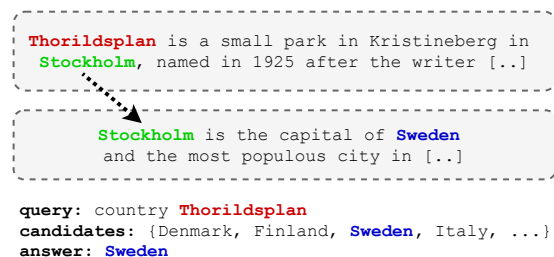 Thorildsplan is a small park in Kristineberg in
Stockholm, named in 1925 after the writer [..]
Stockholm is the capital of Sweden
and the most populous city in [..]
query: country Thorildsplan
candidates: {Denmark, Finland, Sweden, Italy, ...}
answer: Sweden